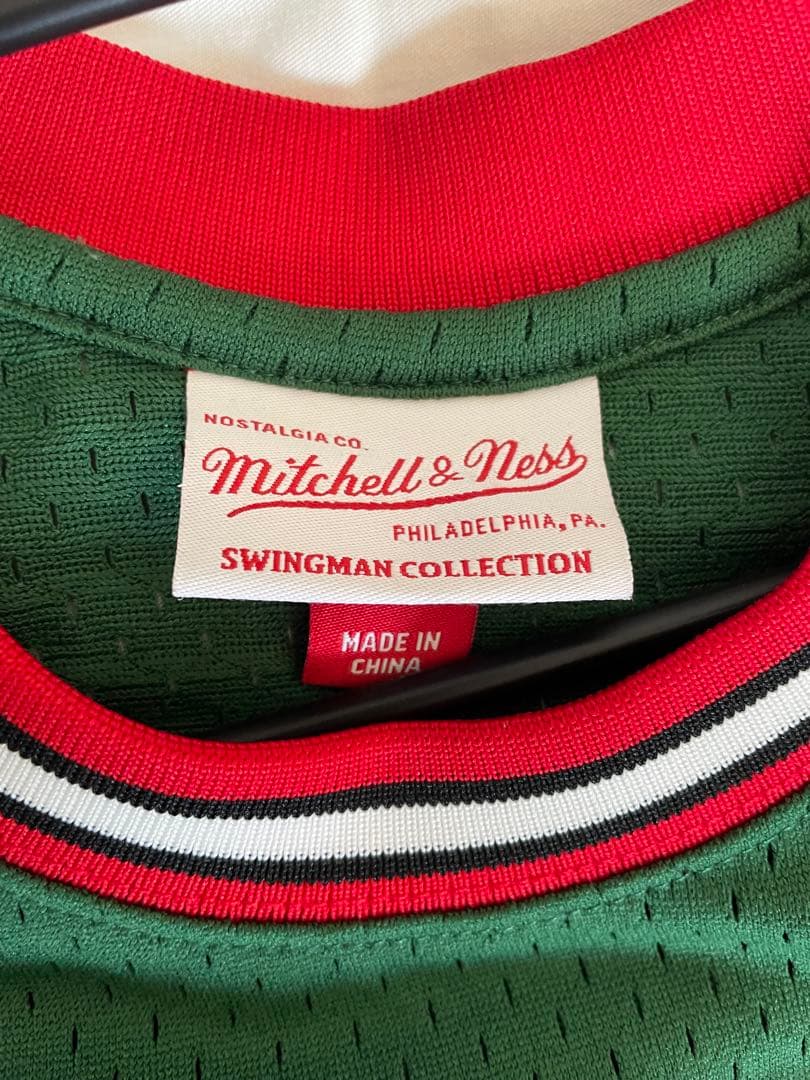 NOSTALGIA CO.
Mitchell & Ness
PHILADELPHIA, PA.
SWINGMAN COLLECTION
MADE IN
CHINA